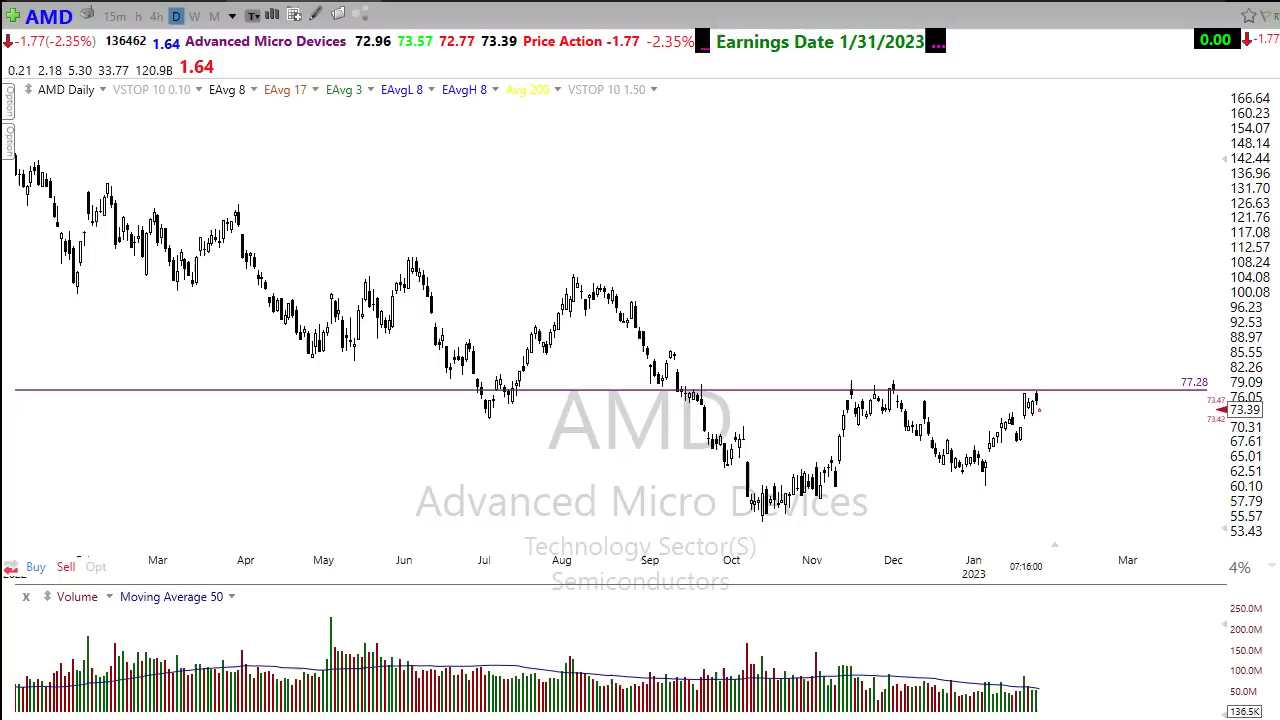 AMD 15m h 4h D W M
-1.77(-2.35%) 136462 1.64 Advanced Micro Devices 72.96 73.57 72.77 73.39 Price Action -1.77 -2.35% ... Earnings Date 1/31/2023 ... 0.00 -1.77
0.21 2.18 5.30 33.77 120.9B 1.64
AMD Daily VSTOP 10 0.10 EAvg 8 EAvg 17 EAvg 3 EAvgL 8 EAvgH 8 Avg 200 VSTOP 10 1.50
Option
Option
166.64
160.23
154.07
148.14
142.44
136.96
131.70
126.63
121.76
117.08
112.57
108.24
104.08
100.08
96.23
92.53
88.97
85.55
82.26
79.09
77.28
76.05
73.47
73.39
73.42
70.31
67.61
65.01
62.51
60.10
57.79
55.57
53.43
AMD
Advanced Micro Devices
Technology Sector(S)
Semiconductors
Mar Apr May Jun Jul Aug Sep Oct Nov Dec Jan Mar
2023 07:16:00
Buy Sell Opt 4%
x Volume Moving Average 50
250.0M
200.0M
150.0M
100.0M
50.0M
136.5K